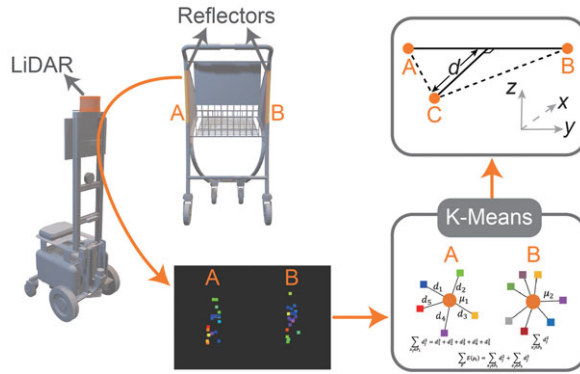 Reflectors
LiDAR
A
B
A
B
d
C
z
x
y
K-Means
A
B
A
B
d₁
d₂
d₅
μ₁
d₃
d₄
μ₂